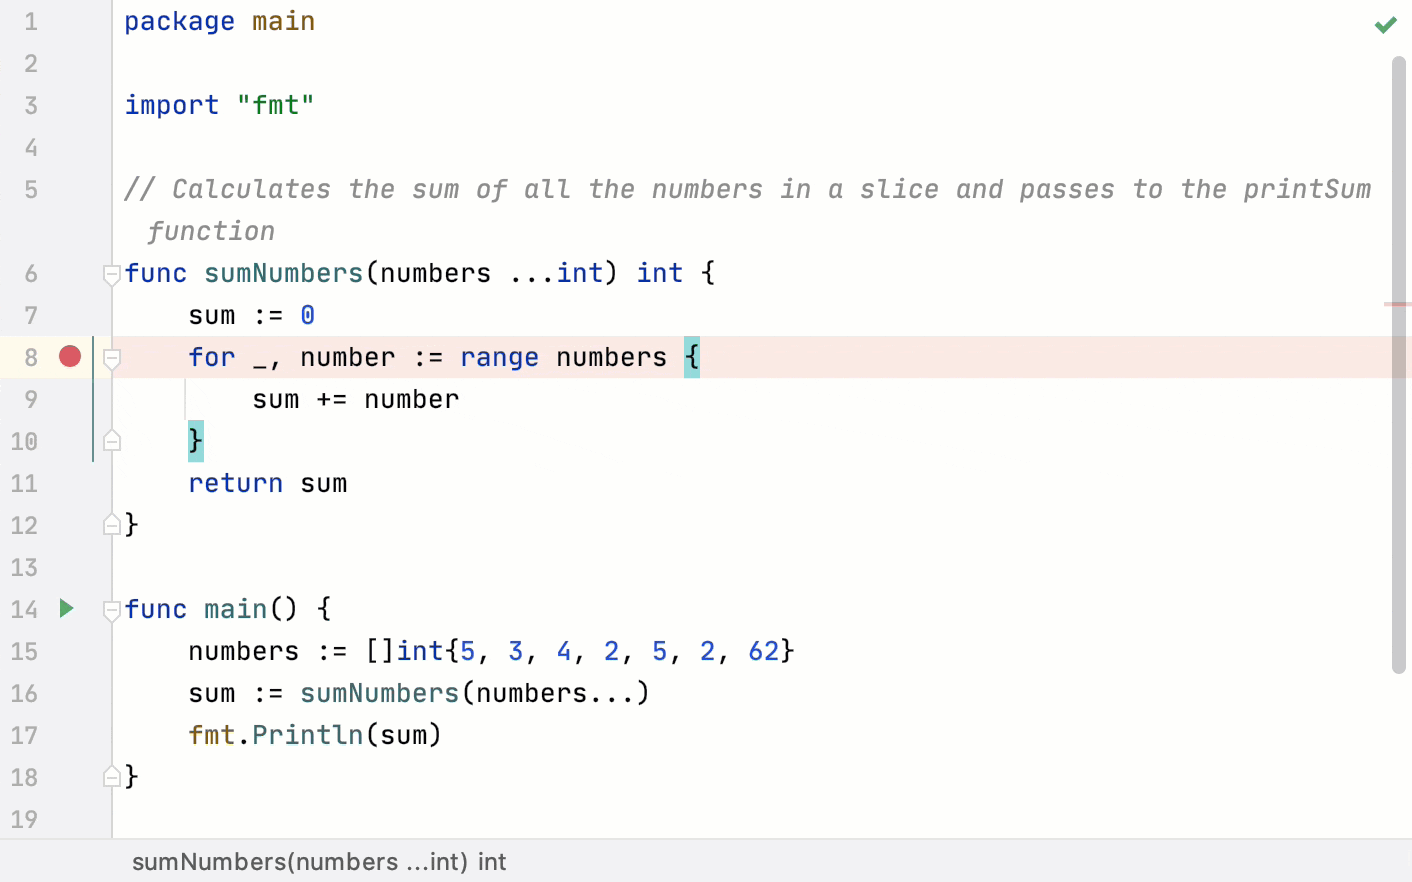 1 package main
2
3 import "fmt"
4
5 // Calculates the sum of all the numbers in a slice and passes to the printSum
function
6 func sumNumbers(numbers ...int) int {
7 sum := 0
8 for _, number := range numbers {
9 sum += number
10 }
11 return sum
12 }
13
14 func main() {
15 numbers := []int{5, 3, 4, 2, 5, 2, 62}
16 sum := sumNumbers(numbers...)
17 fmt.Println(sum)
18 }
19
sumNumbers(numbers ...int) int